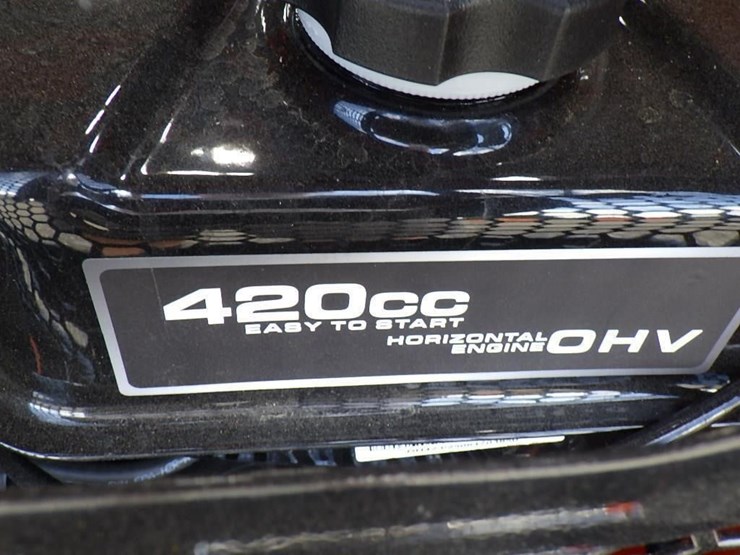 420cc
EASY TO START
HORIZONTAL
ENGINE OHV